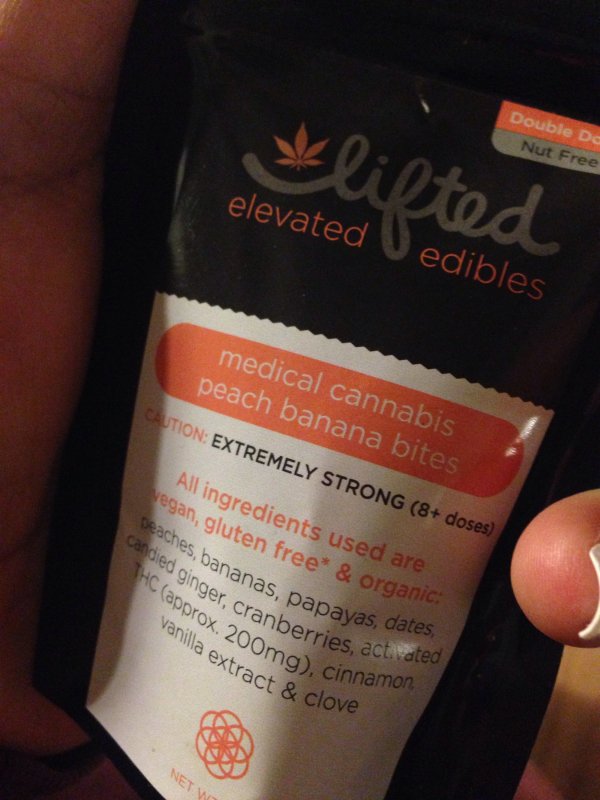 Double Do
Nut Free
lifted
elevated edibles
medical cannabis
peach banana bites
CAUTION: EXTREMELY STRONG (8+ doses)
All ingredients used are
vegan, gluten free* & organic:
peaches, bananas, papayas, dates,
candied ginger, cranberries, activated
THC (approx. 200mg), cinnamon,
vanilla extract & clove
NET